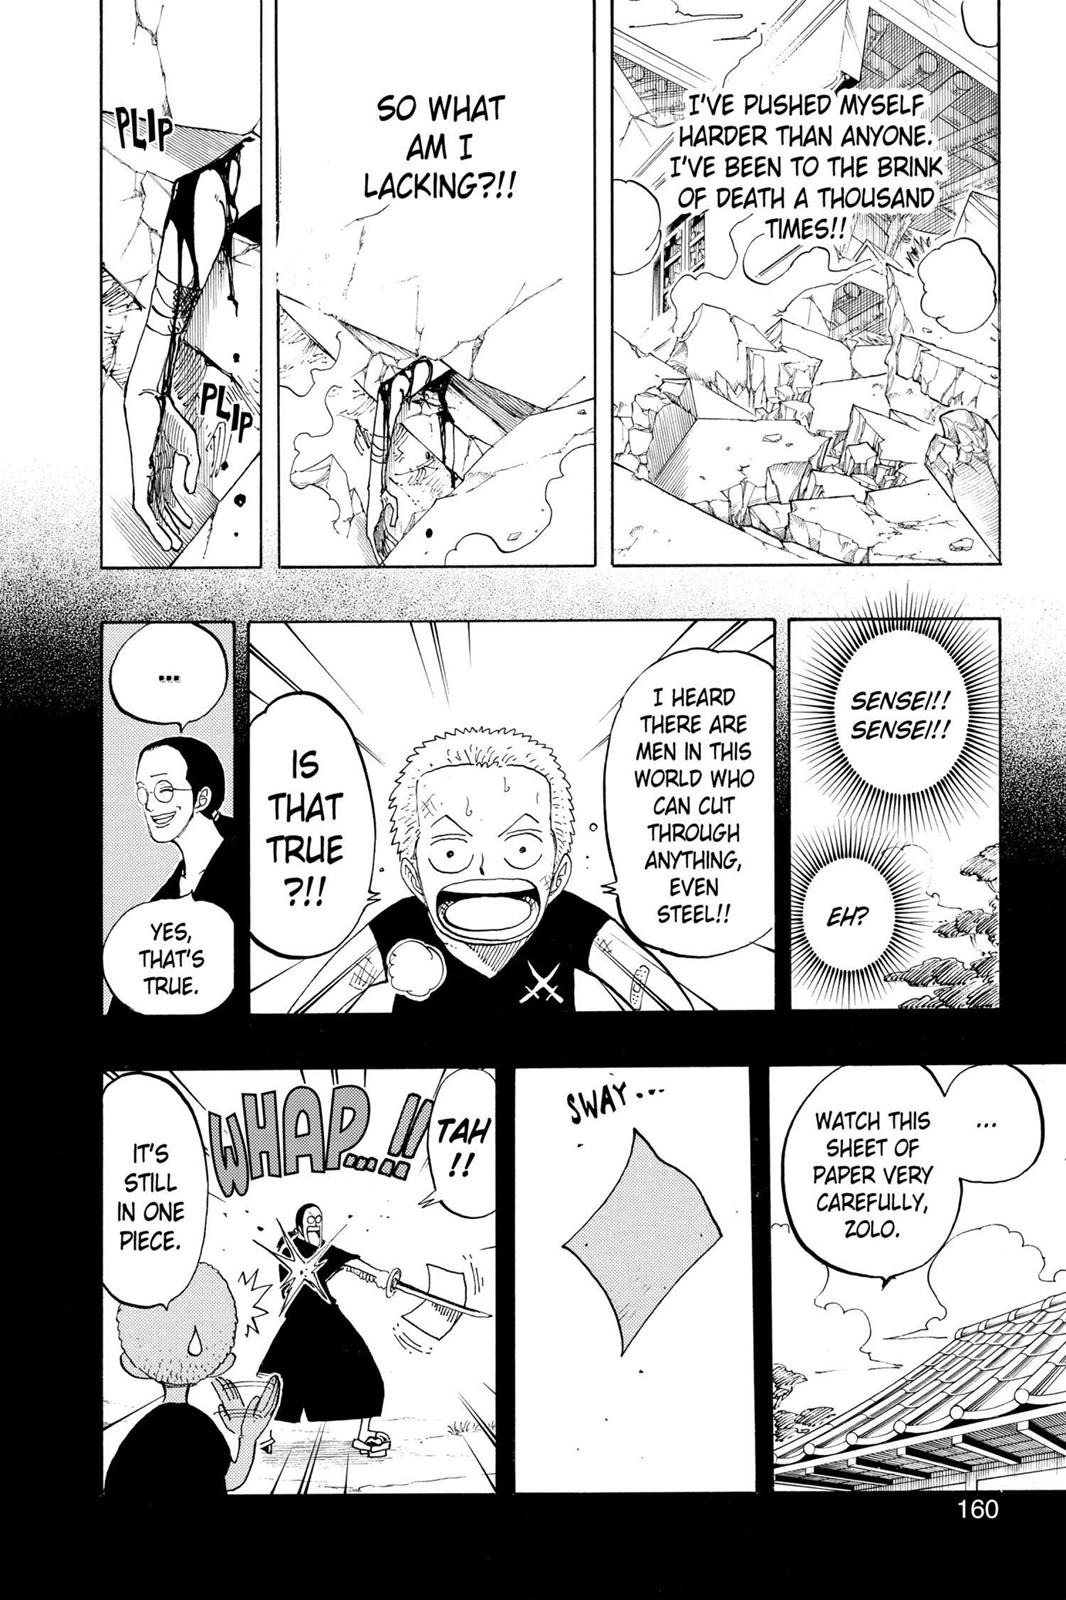 I'VE PUSHED MYSELF
HARDER THAN ANYONE.
I'VE BEEN TO THE BRINK
OF DEATH A THOUSAND
TIMES!!
SO WHAT
AM I
LACKING?!!
PLIP
PLIP
SENSEI!!
SENSEI!!
EH?
I HEARD
THERE ARE
MEN IN THIS
WORLD WHO
CAN CUT
THROUGH
ANYTHING,
EVEN
STEEL!!
IS
THAT
TRUE
?!!
...
YES,
THAT'S
TRUE.
...
WATCH THIS
SHEET OF
PAPER VERY
CAREFULLY,
ZOLO.
SWAY...
TAH
!!
WHAP...!!
IT'S
STILL
IN ONE
PIECE.
160